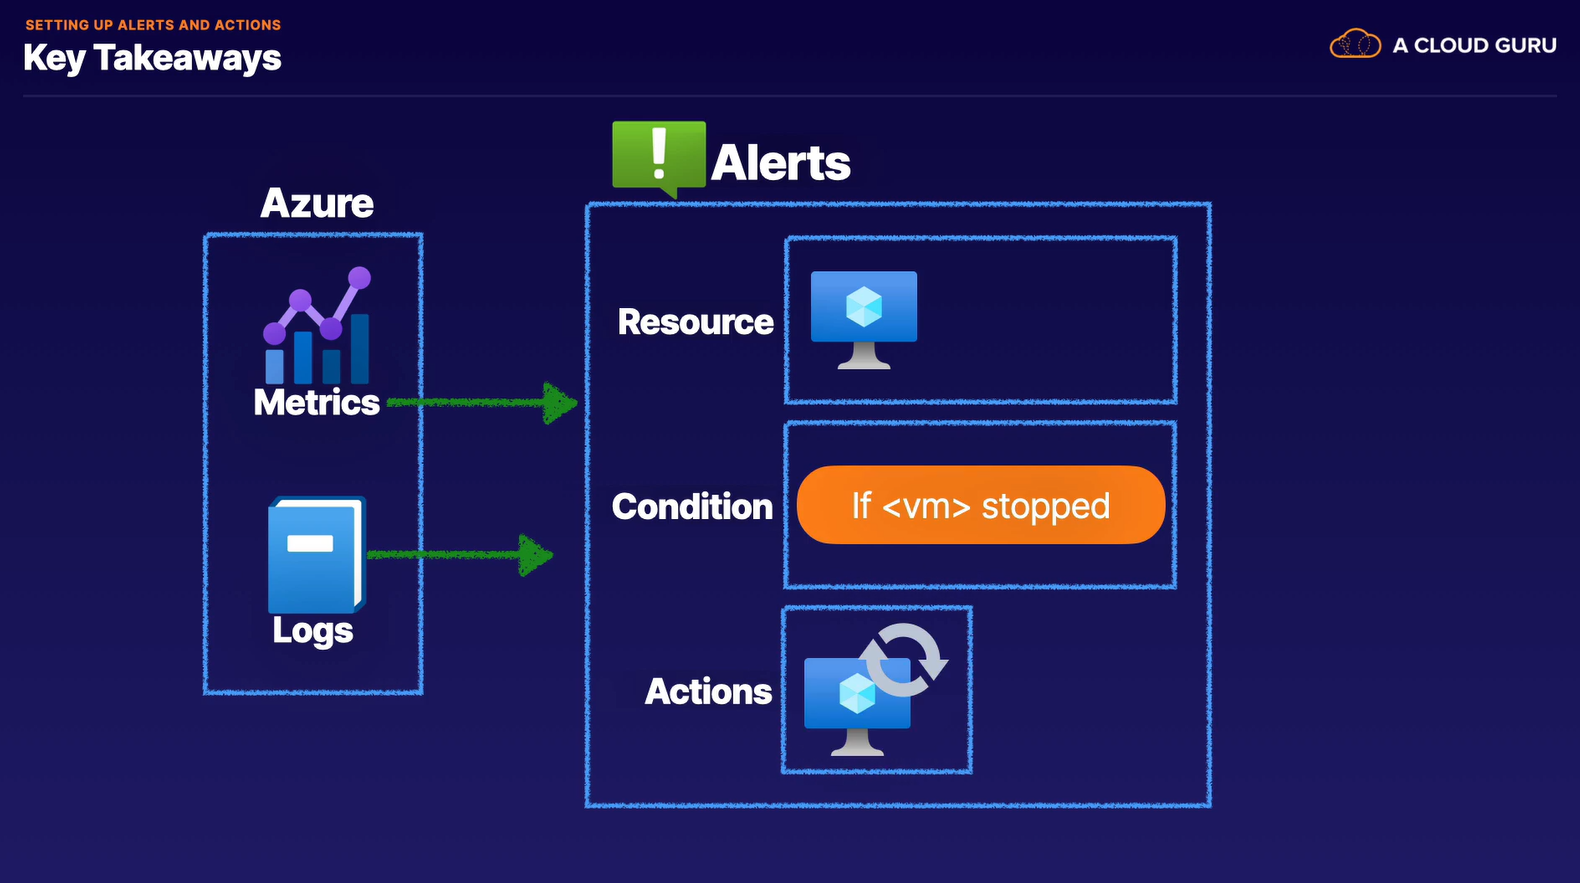 SETTING UP ALERTS AND ACTIONS
Key Takeaways
A CLOUD GURU
Azure
Metrics
Logs
!
Alerts
Resource
Condition
If <vm> stopped
Actions